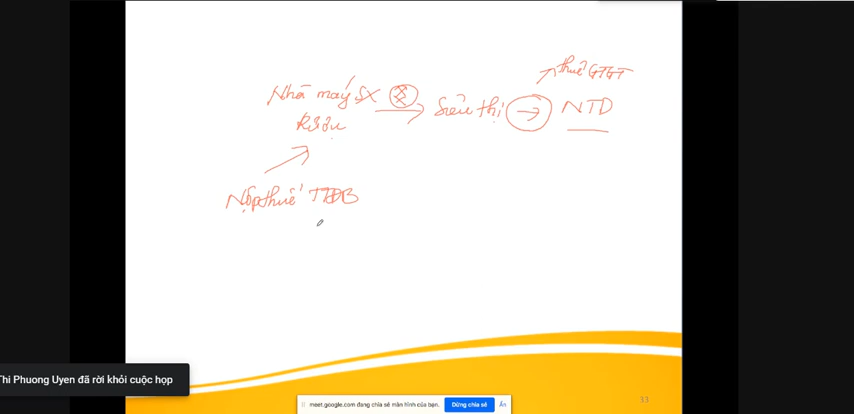 thuế GTGT
Nhà máy SX → Siêu thị → NTD
Rượu
Nộp thuế TTĐB
Thi Phuong Uyen đã rời khỏi cuộc họp
33
meet.google.com đang chia sẻ màn hình của bạn. Dừng chia sẻ Ẩn